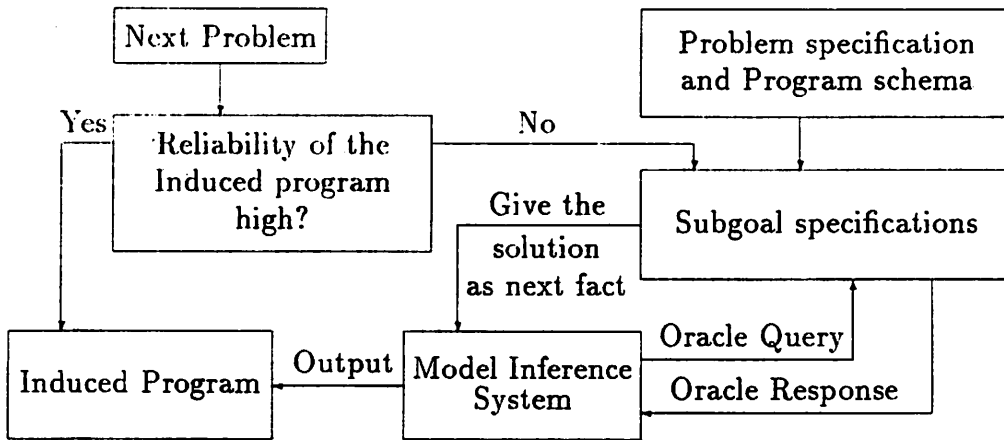 Next Problem
Problem specification
and Program schema
Yes
No
Reliability of the
Induced program
high?
Give the
solution
as next fact
Subgoal specifications
Oracle Query
Output
Model Inference
System
Induced Program
Oracle Response